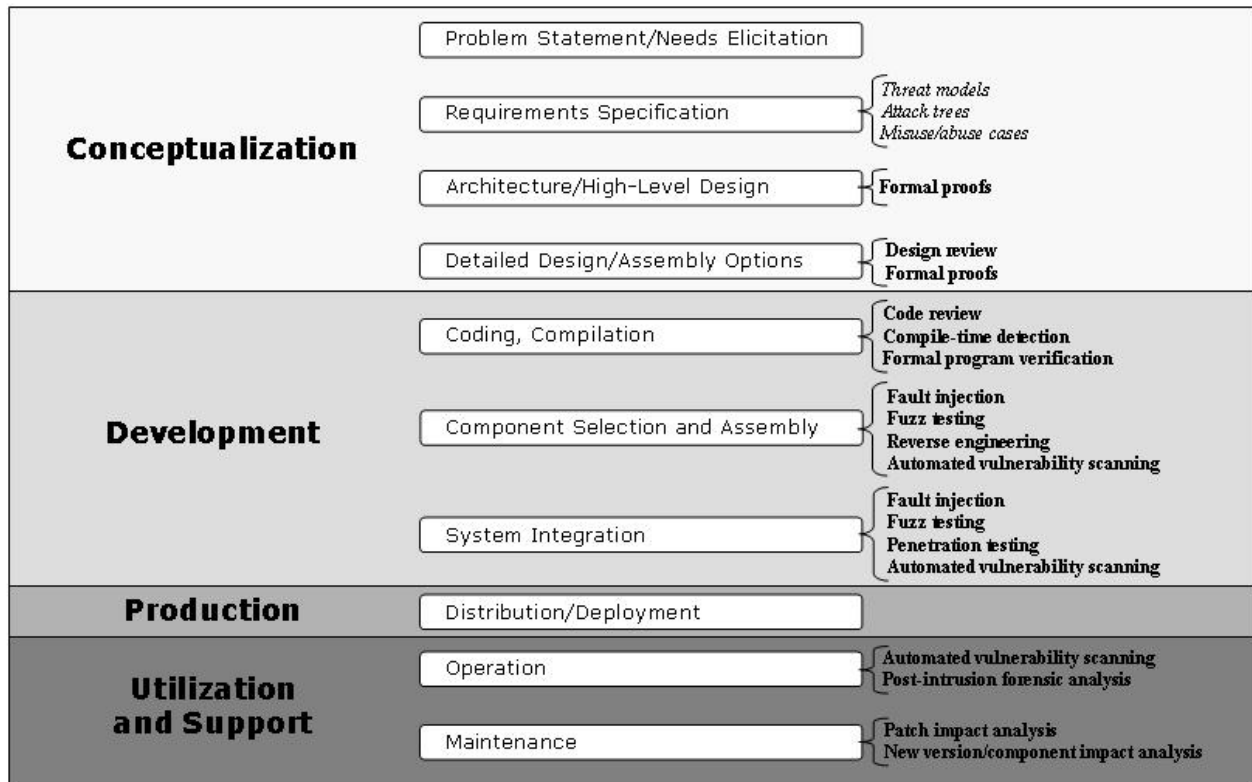 Problem Statement/Needs Elicitation
Conceptualization
Requirements Specification
Threat models
Attack trees
Misuse/abuse cases
Architecture/High-Level Design
Formal proofs
Detailed Design/Assembly Options
Design review
Formal proofs
Development
Coding, Compilation
Code review
Compile-time detection
Formal program verification
Component Selection and Assembly
Fault injection
Fuzz testing
Reverse engineering
Automated vulnerability scanning
System Integration
Fault injection
Fuzz testing
Penetration testing
Automated vulnerability scanning
Production
Distribution/Deployment
Utilization
and Support
Operation
Automated vulnerability scanning
Post-intrusion forensic analysis
Maintenance
Patch impact analysis
New version/component impact analysis